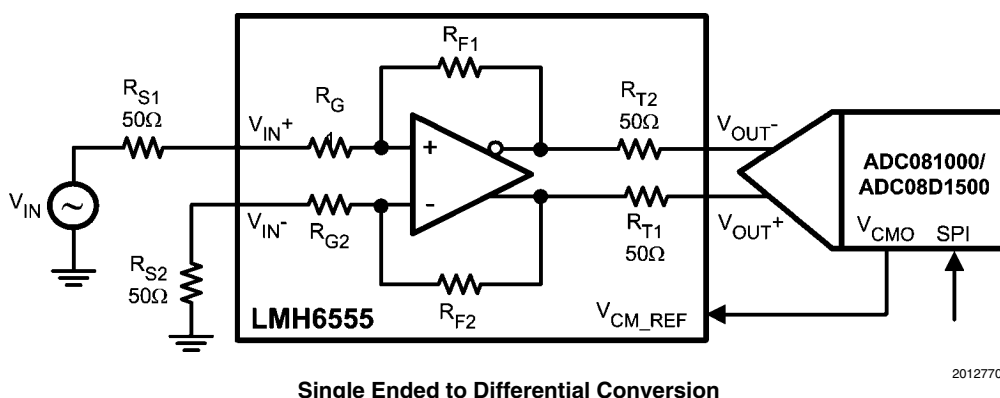 R_F1
R_S1
50Ω
R_G
R_T2
50Ω
V_IN+
V_OUT-
+
ADC081000/
ADC08D1500
V_IN
~
-
V_IN-
R_G2
R_T1
50Ω
V_OUT+
V_CMO SPI
R_S2
50Ω
R_F2
LMH6555
V_CM_REF
2012770
Single Ended to Differential Conversion